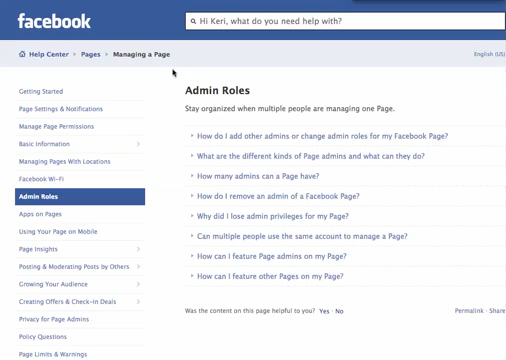 facebook
Hi Keri, what do you need help with?
Help Center
Pages
Managing a Page
English (US)
Getting Started
Page Settings & Notifications
Manage Page Permissions
Basic Information
Managing Pages With Locations
Facebook Wi-Fi
Admin Roles
Apps on Pages
Using Your Page on Mobile
Page Insights
Posting & Moderating Posts by Others
Growing Your Audience
Creating Offers & Check-In Deals
Privacy for Page Admins
Policy Questions
Page Limits & Warnings
Admin Roles
Stay organized when multiple people are managing one Page.
How do I add other admins or change admin roles for my Facebook Page?
What are the different kinds of Page admins and what can they do?
How many admins can a Page have?
How do I remove an admin of a Facebook Page?
Why did I lose admin privileges for my Page?
Can multiple people use the same account to manage a Page?
How can I feature Page admins on my Page?
How can I feature other Pages on my Page?
Was the content on this page helpful to you? Yes · No
Permalink · Share